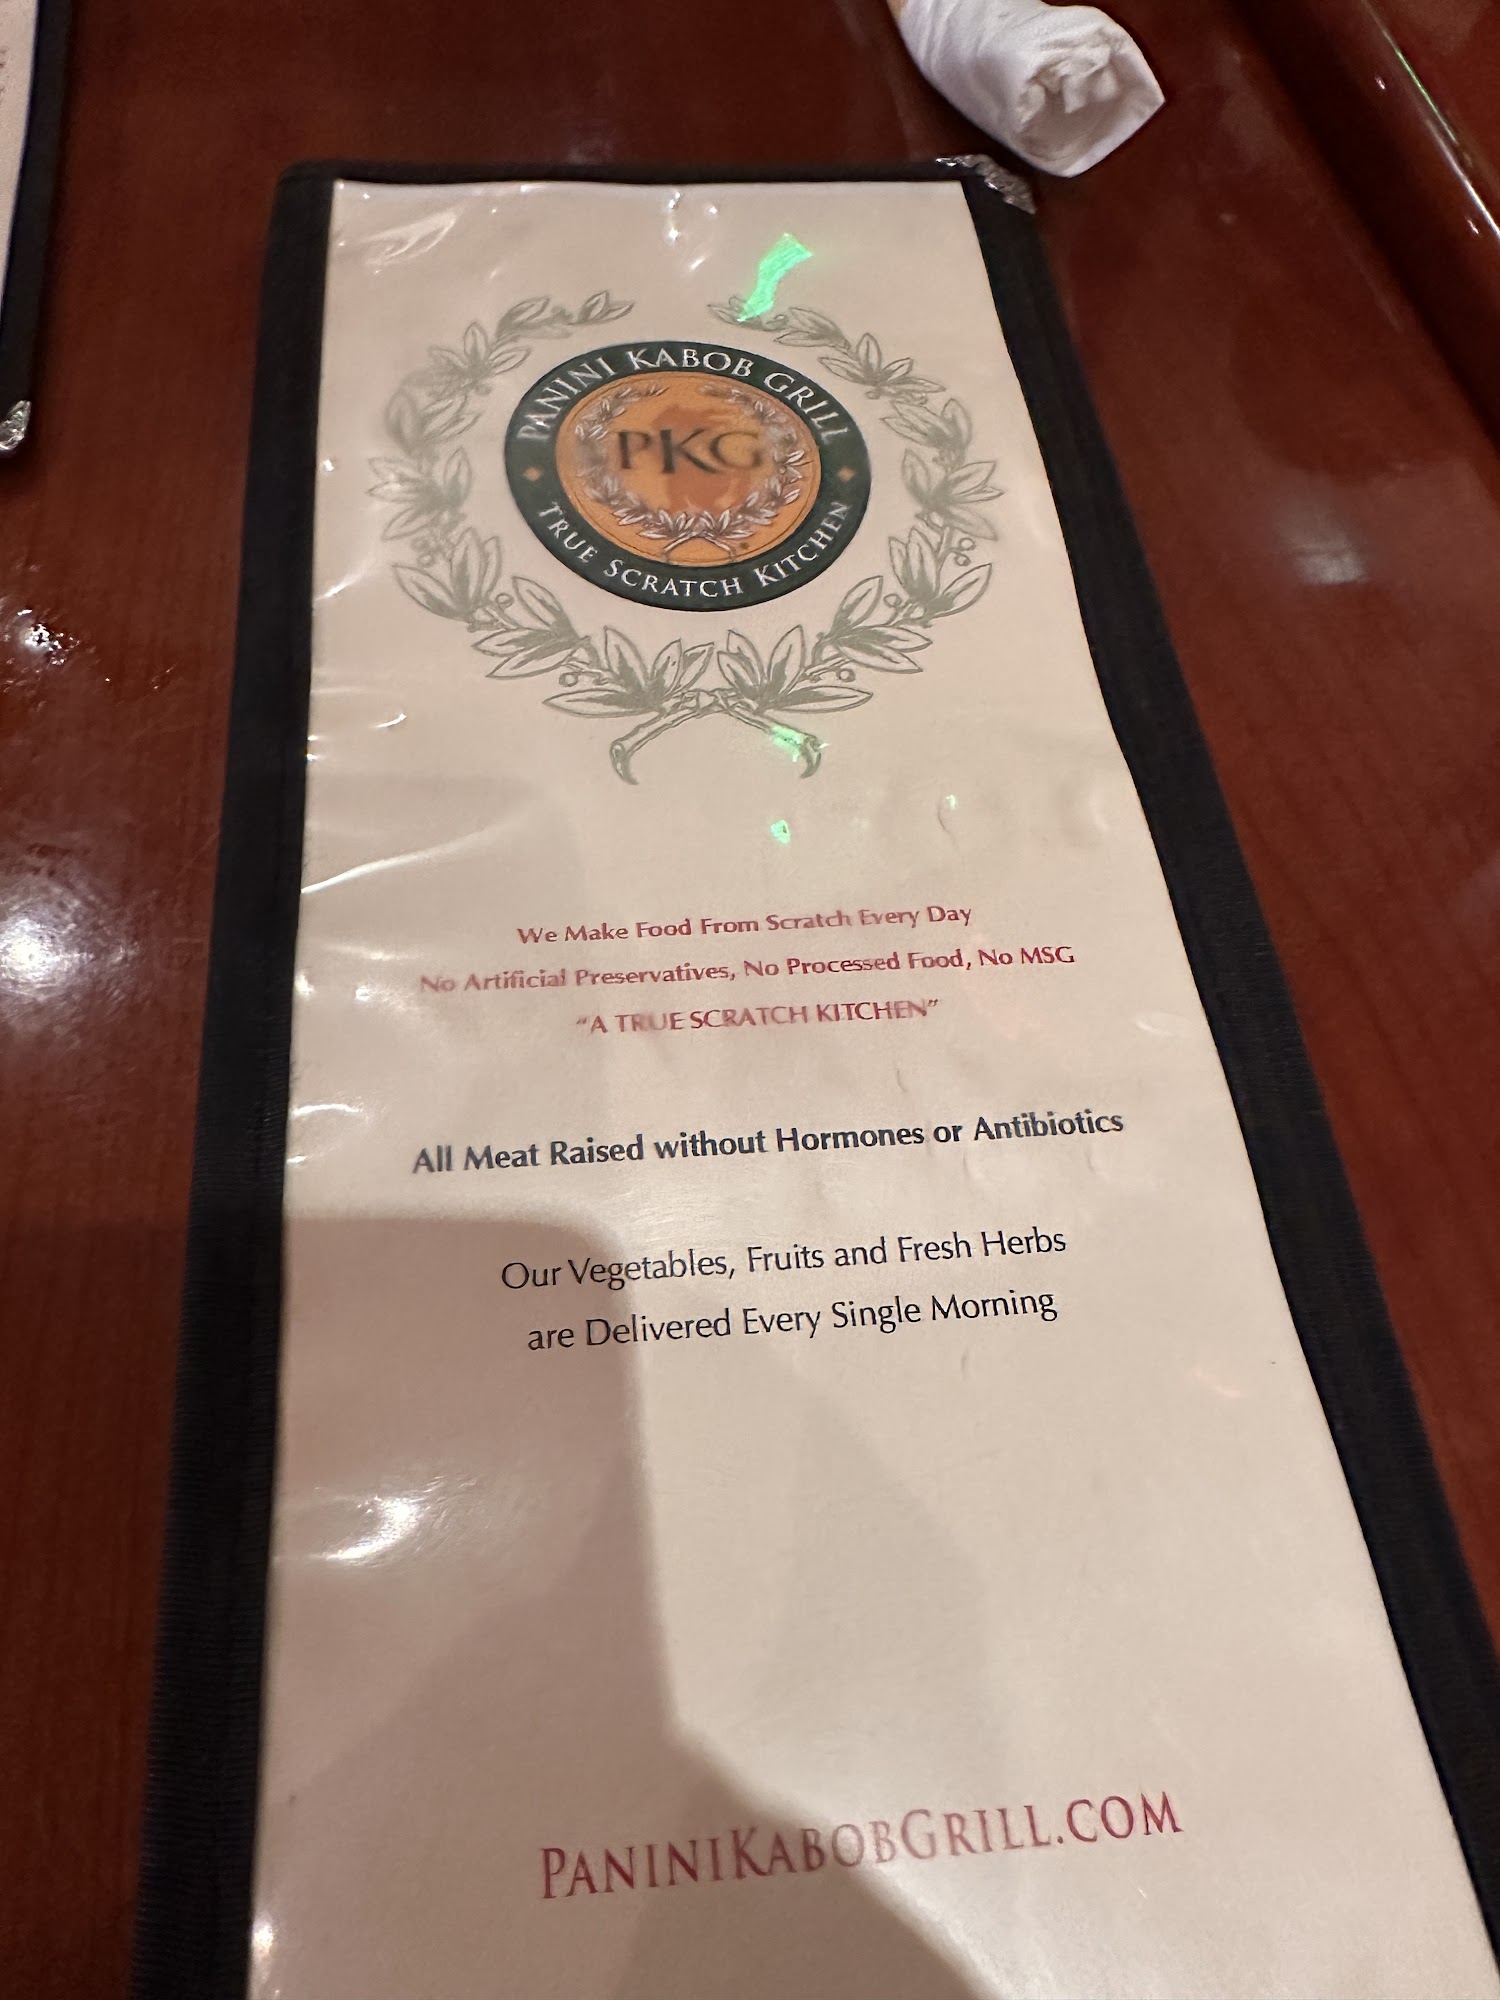 PANINI KABOB GRILL
PKG
TRUE SCRATCH KITCHEN
We Make Food From Scratch Every Day
No Artificial Preservatives, No Processed Food, No MSG
“A TRUE SCRATCH KITCHEN”
All Meat Raised without Hormones or Antibiotics
Our Vegetables, Fruits and Fresh Herbs
are Delivered Every Single Morning
PANINIKABOBGRILL.COM